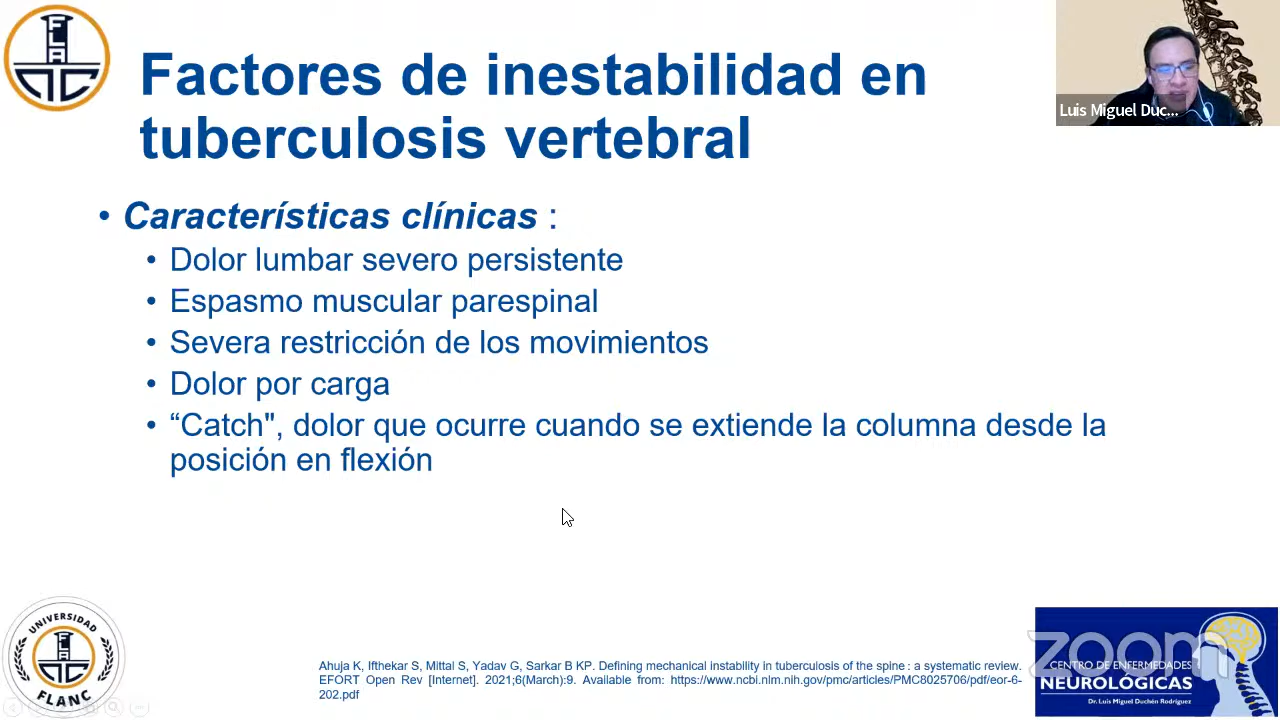 FLANC
Factores de inestabilidad en
tuberculosis vertebral
Luis Miguel Duc...
• Características clínicas :
• Dolor lumbar severo persistente
• Espasmo muscular parespinal
• Severa restricción de los movimientos
• Dolor por carga
• “Catch", dolor que ocurre cuando se extiende la columna desde la
posición en flexión
UNIVERSIDAD
FLANC
Ahuja K, Ifthekar S, Mittal S, Yadav G, Sarkar B KP. Defining mechanical instability in tuberculosis of the spine : a systematic review.
EFORT Open Rev [Internet]. 2021;6(March):9. Available from: https://www.ncbi.nlm.nih.gov/pmc/articles/PMC8025706/pdf/eor-6-
202.pdf
zoom
CENTRO DE ENFERMEDADES
NEUROLÓGICAS
Dr. Luis Miguel Duchén Rodríguez